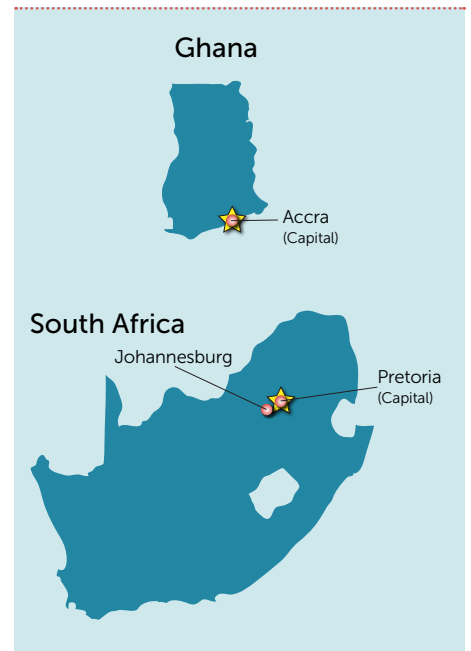 Ghana
Accra
(Capital)
South Africa
Johannesburg
Pretoria
(Capital)